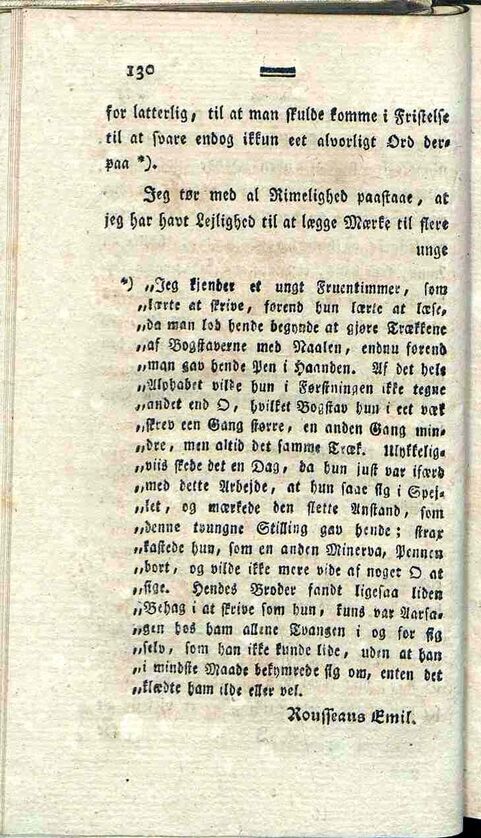 130
for latterlig, til at man skulde komme i Fristelse
til at svare endog ikkun eet alvorligt Ord der-
paa *).
Jeg tør med al Rimelighed paastaae, at
jeg har havt Lejlighed til at lægge Mærke til flere
unge
*) „Jeg kjender et ungt Fruentimmer, som
„lærte at skrive, førend hun lærte at læse,
„da man lod hende begynde at gjøre Trækkene
„af Bogstaverne med Naalen, endnu førend
„man gav hende Pen i Haanden. Af det hele
„Alphabet vilde hun i Førstningen ikke tegne
„andet end O, hvilket Bogstav hun i eet væk
„skrev een Gang større, en anden Gang min-
„dre, men altid det samme Træk. Ulykkelig-
„viis skede det en Dag, da hun just var isærd
„med dette Arbejde, at hun saae sig i Spej-
„let, og mærkede den slette Anstand, som
„denne tvungne Stilling gav hende; strax
„kastede hun, som en anden Minerva, Pennen
„bort, og vilde ikke mere vide af noget O at
„sige. Hendes Broder fandt ligesaa liden
„Behag i at skrive som hun, kuns var Aarsa-
„gen hos ham allene Tvangen i og for sig
„selv, som han ikke kunde lide, uden at han
„i mindste Maade bekymrede sig om, enten det
„klædte ham ilde eller vel.
Rousseaus Emil.